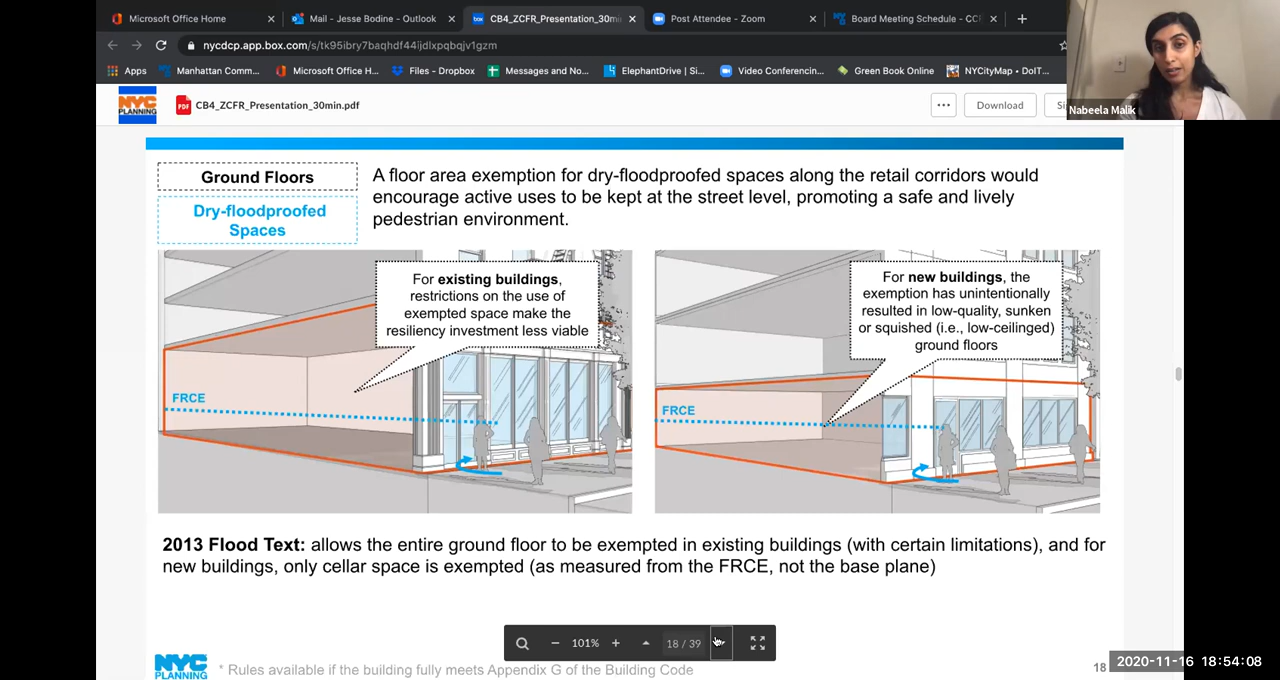 Microsoft Office Home
Mail - Jesse Bodine - Outlook
CB4_ZCFR_Presentation_30mi
Post Attendee - Zoom
Board Meeting Schedule - CCF
nycdcp.app.box.com/s/tk95ibry7baqhdf44ijdlxpqbqjv1gzm
Apps
Manhattan Comm...
Microsoft Office H...
Files - Dropbox
Messages and No...
ElephantDrive | Si...
Video Conferencin...
Green Book Online
NYCityMap • DoIT...
NYC
PLANNING
PDF
CB4_ZCFR_Presentation_30min.pdf
Download
Nabeela Malik
Ground Floors
Dry-floodproofed
Spaces
A floor area exemption for dry-floodproofed spaces along the retail corridors would
encourage active uses to be kept at the street level, promoting a safe and lively
pedestrian environment.
For existing buildings,
restrictions on the use of
exempted space make the
resiliency investment less viable
FRCE
For new buildings, the
exemption has unintentionally
resulted in low-quality, sunken
or squished (i.e., low-ceilinged)
ground floors
FRCE
2013 Flood Text: allows the entire ground floor to be exempted in existing buildings (with certain limitations), and for
new buildings, only cellar space is exempted (as measured from the FRCE, not the base plane)
101%
18 / 39
NYC
PLANNING
* Rules available if the building fully meets Appendix G of the Building Code
18
2020-11-16 18:54:08